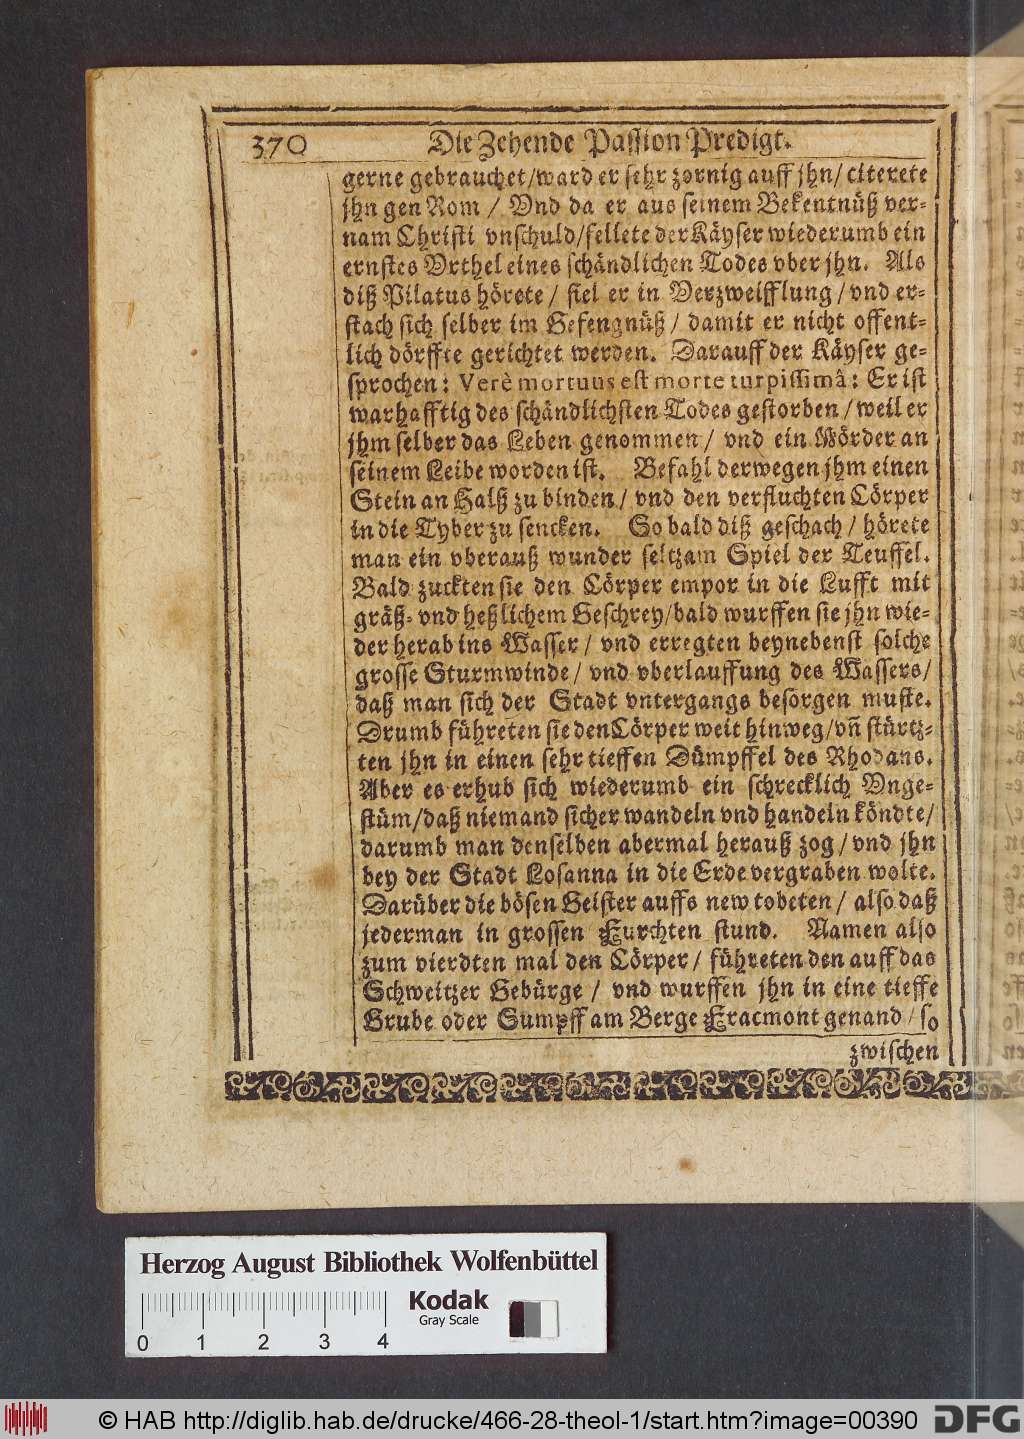 370 Die Zehende Passion Predigt.
gerne gebrauchet/ward er sehr zornig auff jhn/ citerete
jhn gen Rom / Vnd da er aus seinem Bekentnüß ver-
nam Christi vnschuld/fellete der Käyser wiederumb ein
ernstes Vrthel eines schändlichen Todes vber jhn. Als
diß Pilatus hörete / fiel er in Verzweifflung / vnd er-
stach sich selber im Gefengnüß / damit er nicht offent-
lich dörffte gerichtet werden. Darauff der Käyser ge-
sprochen: Verè mortuus est morte turpissimâ: Er ist
warhafftig des schändlichsten Todes gestorben / weil er
jhm selber das Leben genommen / vnd ein Mörder an
seinem Leibe worden ist. Befahl derwegen jhm einen
Stein an Halß zu binden / vnd den verfluchten Cörper
in die Tyber zu sencken. So bald diß geschach / hörete
man ein vberauß wunder seltzam Spiel der Teuffel.
Bald zuckten sie den Cörper empor in die Lufft mit
gräß- vnd heßlichem Geschrey/bald wurffen sie jhn wie-
der herab ins Wasser / vnd erregten beynebenst solche
grosse Sturmwinde / vnd vberlauffung des Wassers/
daß man sich der Stadt vntergangs besorgen muste.
Drumb führeten sie den Cörper weit hinweg/vñ stürtz-
ten jhn in einen sehr tieffen Dümpffel des Rhodans.
Aber es erhub sich wiederumb ein schrecklich Vnge-
stüm/daß niemand sicher wandeln vnd handeln köndte/
darumb man denselben abermal herauß zog / vnd jhn
bey der Stadt Losanna in die Erde vergraben wolte.
Darüber die bösen Geister auffs new tobeten / also daß
jederman in grossen Furchten stund. Namen also
zum vierdten mal den Cörper / führeten den auff das
Schweitzer Gebürge / vnd wurffen jhn in eine tieffe
Grube oder Sumpff am Berge Fracmont genand / so
zwischen
Herzog August Bibliothek Wolfenbüttel
Kodak
Gray Scale
0 1 2 3 4
© HAB http://diglib.hab.de/drucke/466-28-theol-1/start.htm?image=00390 DFG